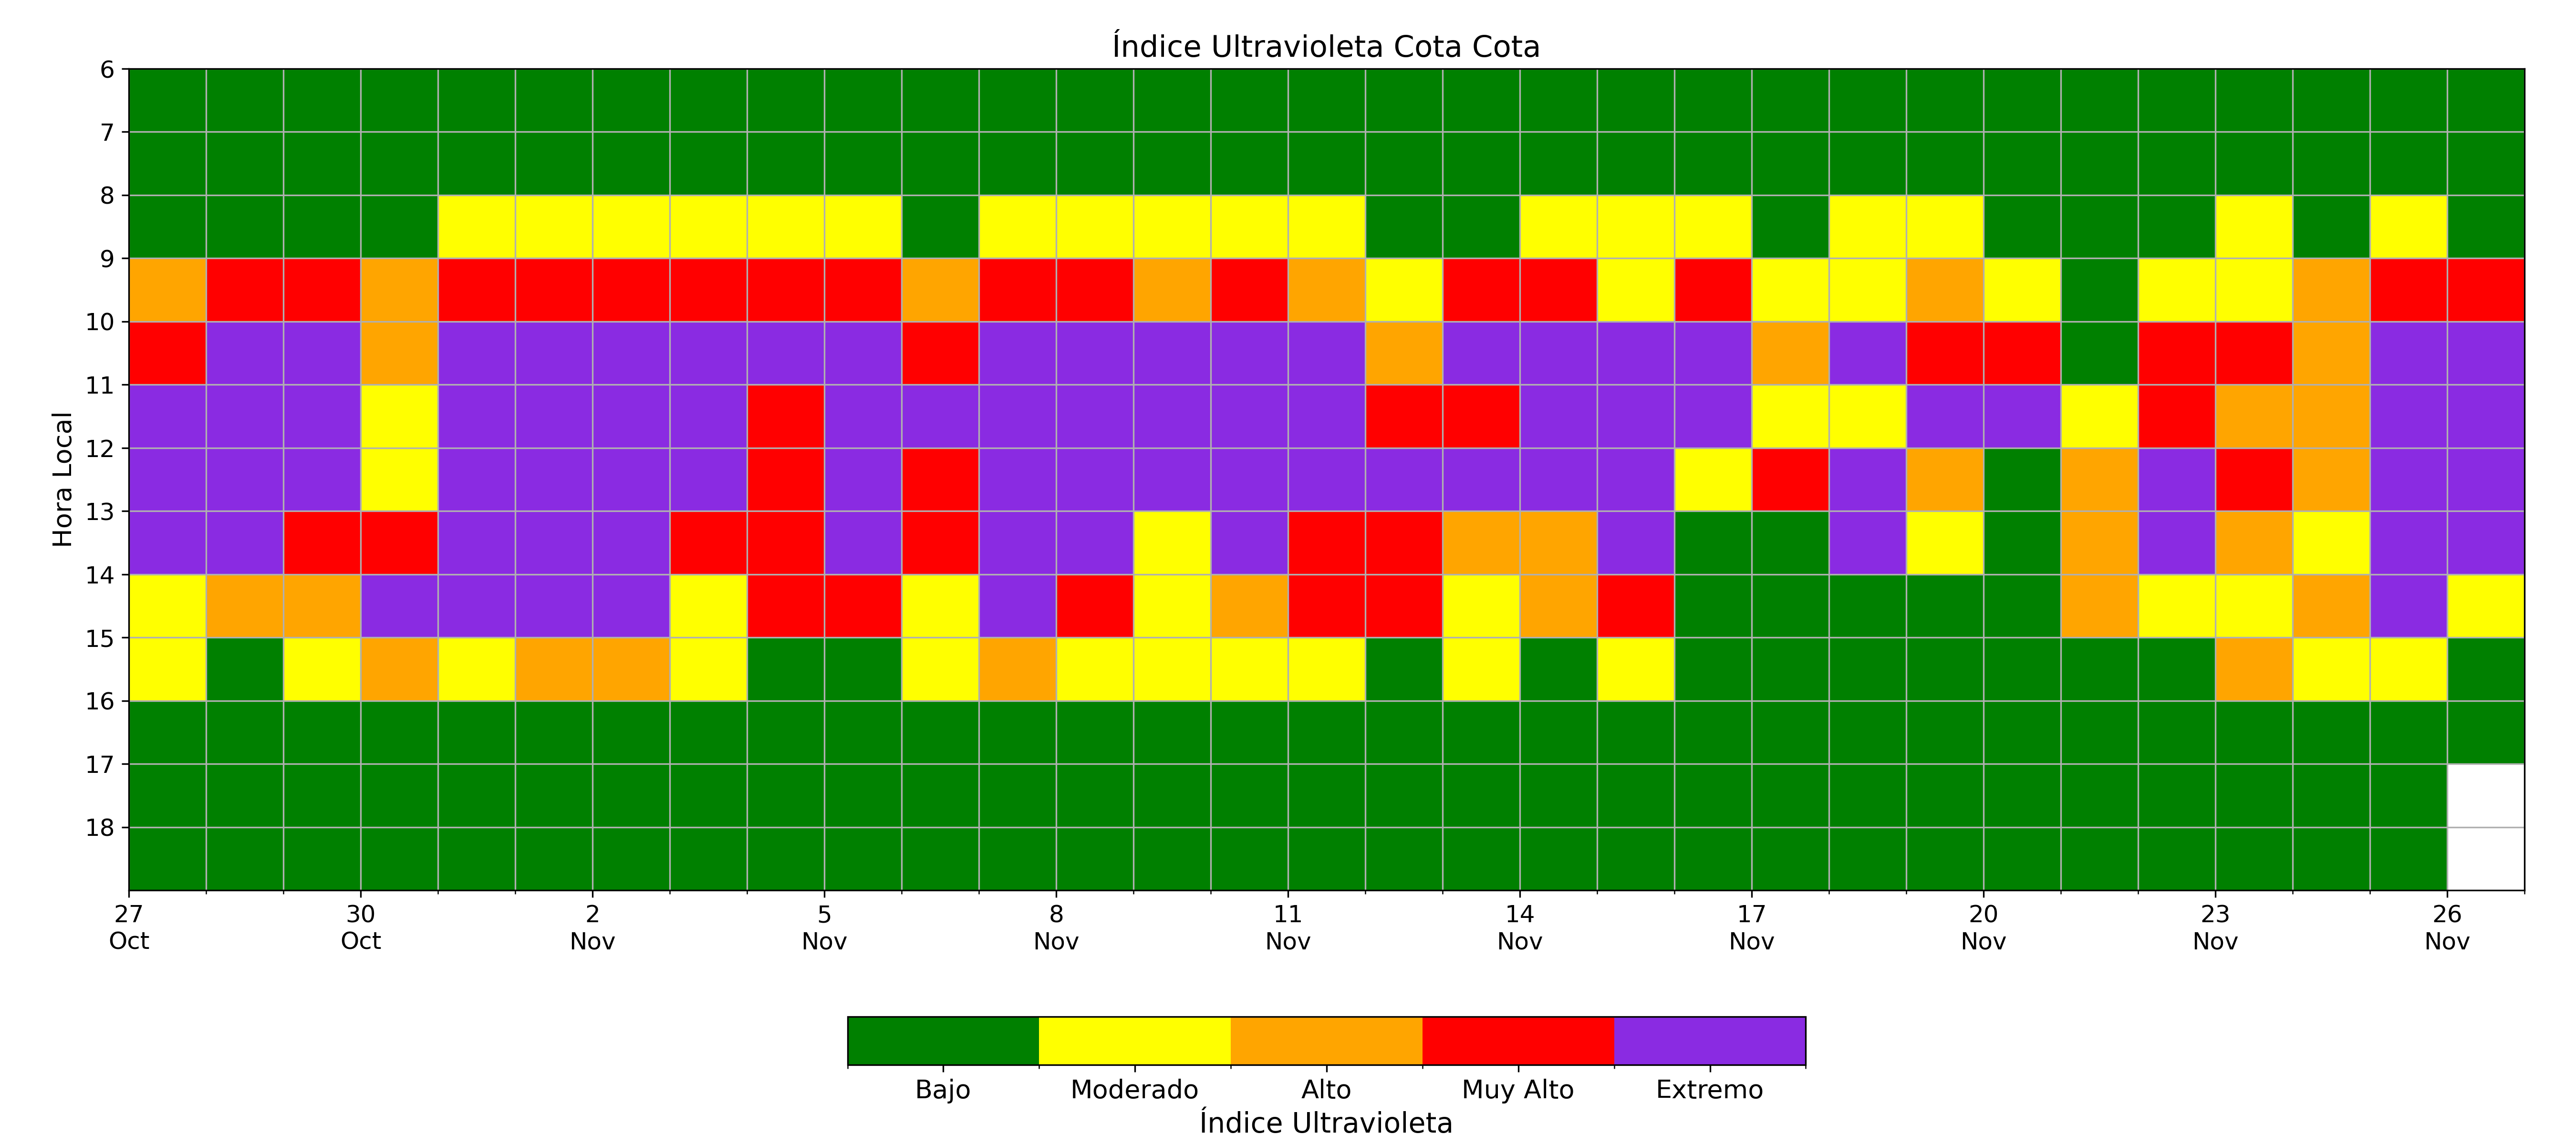 Índice Ultravioleta Cota Cota
Hora Local
6
7
8
9
10
11
12
13
14
15
16
17
18
27 30 2 5 8 11 14 17 20 23 26
Oct Oct Nov Nov Nov Nov Nov Nov Nov Nov Nov
Bajo Moderado Alto Muy Alto Extremo
Índice Ultravioleta